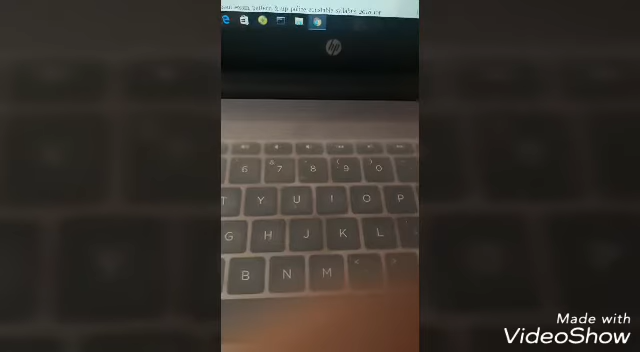 hp
6 & 7 * 8 ( 9 ) 0
T Y U I O P
G H J K L
B N M < >
Made with
VideoShow